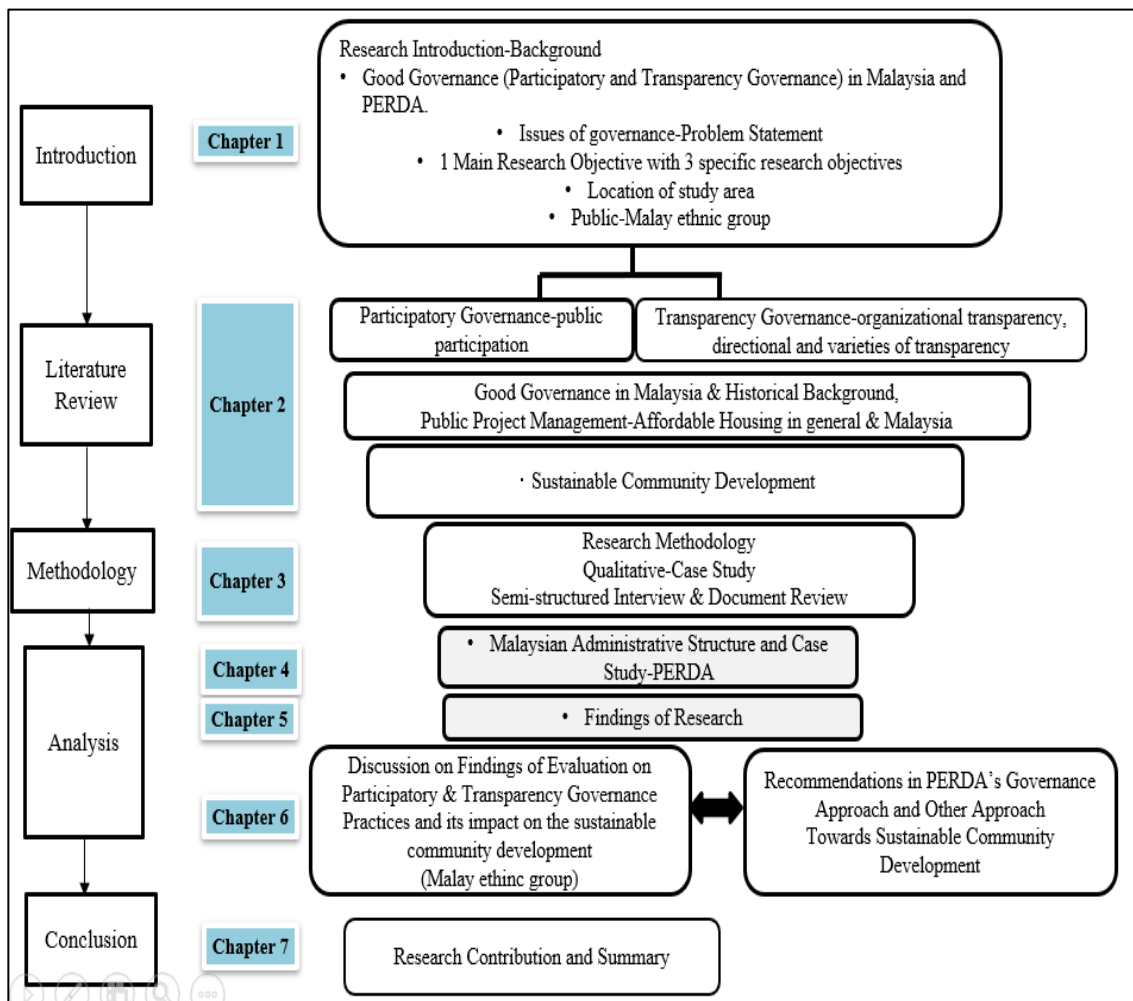 Research Introduction-Background
• Good Governance (Participatory and Transparency Governance) in Malaysia and
PERDA.
• Issues of governance-Problem Statement
• 1 Main Research Objective with 3 specific research objectives
• Location of study area
• Public-Malay ethnic group
Introduction
Chapter 1
Participatory Governance-public
participation
Transparency Governance-organizational transparency,
directional and varieties of transparency
Literature
Review
Chapter 2
Good Governance in Malaysia & Historical Background,
Public Project Management-Affordable Housing in general & Malaysia
· Sustainable Community Development
Methodology
Chapter 3
Research Methodology
Qualitative-Case Study
Semi-structured Interview & Document Review
Analysis
Chapter 4
• Malaysian Administrative Structure and Case
Study-PERDA
Chapter 5
• Findings of Research
Chapter 6
Discussion on Findings of Evaluation on
Participatory & Transparency Governance
Practices and its impact on the sustainable
community development
(Malay ethinc group)
Recommendations in PERDA's Governance
Approach and Other Approach
Towards Sustainable Community
Development
Conclusion
Chapter 7
Research Contribution and Summary